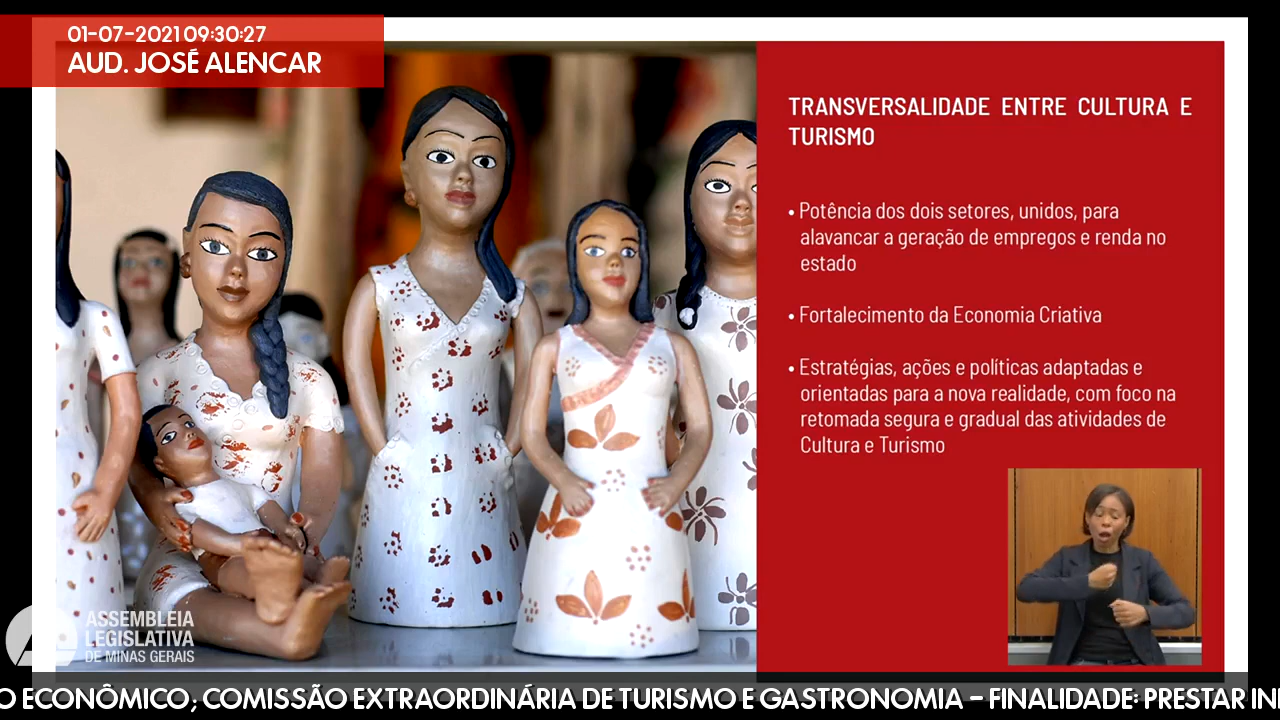 01-07-2021 09:30:27
AUD. JOSÉ ALENCAR
TRANSVERSALIDADE ENTRE CULTURA E
TURISMO
• Potência dos dois setores, unidos, para
alavancar a geração de empregos e renda no
estado
• Fortalecimento da Economia Criativa
• Estratégias, ações e políticas adaptadas e
orientadas para a nova realidade, com foco na
retomada segura e gradual das atividades de
Cultura e Turismo
ASSEMBLEIA
LEGISLATIVA
DE MINAS GERAIS
O ECONÔMICO; COMISSÃO EXTRAORDINÁRIA DE TURISMO E GASTRONOMIA - FINALIDADE: PRESTAR IN